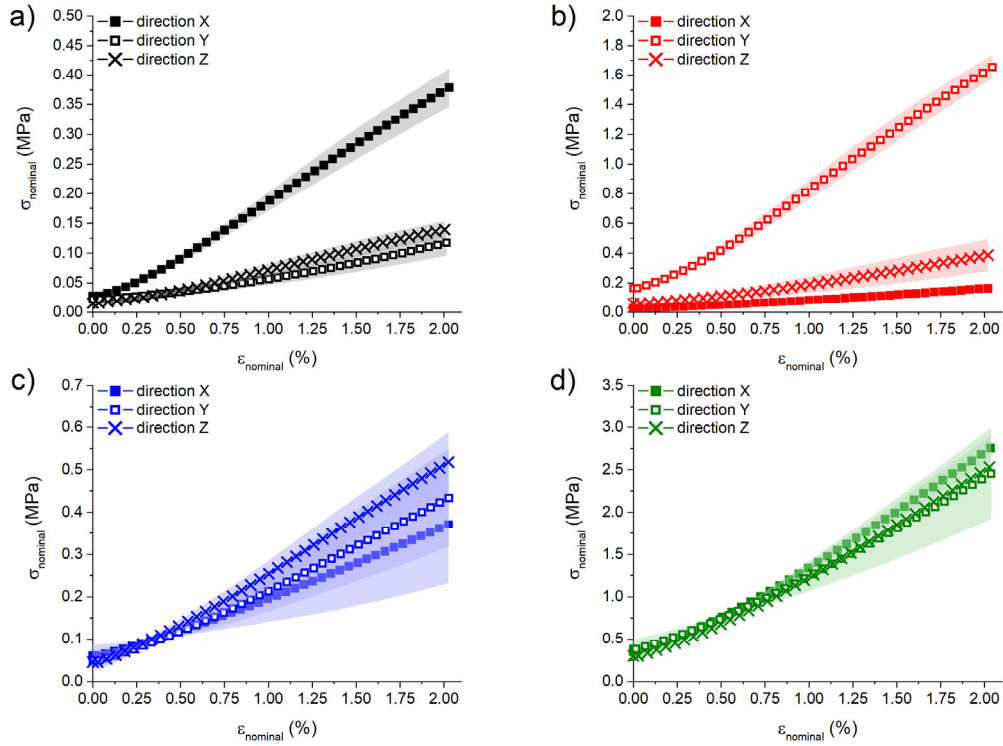 a)
direction X
direction Y
direction Z
0.50
0.45
0.40
0.35
0.30
0.25
0.20
0.15
0.10
0.05
0.00
σnominal (MPa)
0.00 0.25 0.50 0.75 1.00 1.25 1.50 1.75 2.00
εnominal (%)
b)
direction X
direction Y
direction Z
2.0
1.8
1.6
1.4
1.2
1.0
0.8
0.6
0.4
0.2
0.0
σnominal (MPa)
0.00 0.25 0.50 0.75 1.00 1.25 1.50 1.75 2.00
εnominal (%)
c)
direction X
direction Y
direction Z
0.7
0.6
0.5
0.4
0.3
0.2
0.1
0.0
σnominal (MPa)
0.00 0.25 0.50 0.75 1.00 1.25 1.50 1.75 2.00
εnominal (%)
d)
direction X
direction Y
direction Z
3.5
3.0
2.5
2.0
1.5
1.0
0.5
0.0
σnominal (MPa)
0.00 0.25 0.50 0.75 1.00 1.25 1.50 1.75 2.00
εnominal (%)